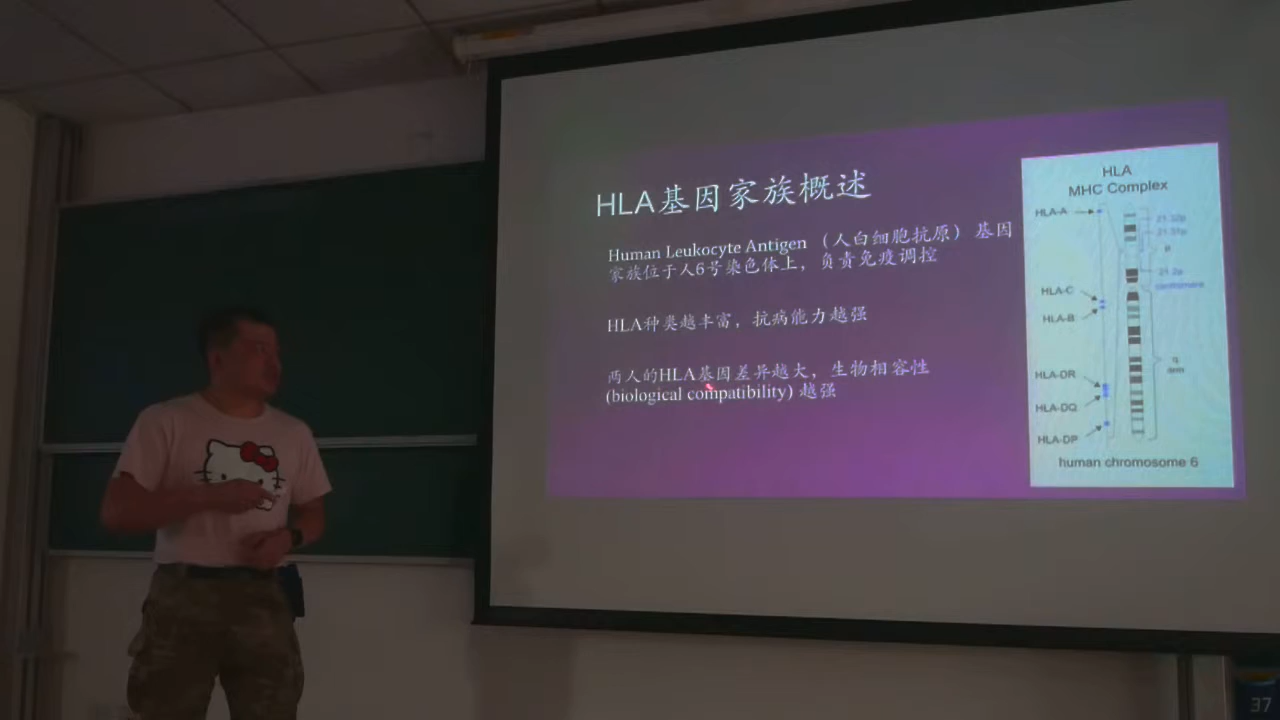 HLA基因家族概述
Human Leukocyte Antigen （人白细胞抗原）基因
家族位于人6号染色体上，负责免疫调控
HLA种类越丰富，抗病能力越强
两人的HLA基因差异越大，生物相容性
(biological compatibility) 越强
HLA
MHC Complex
HLA-A
HLA-C
HLA-B
HLA-DR
HLA-DQ
HLA-DP
q
arm
human chromosome 6
37